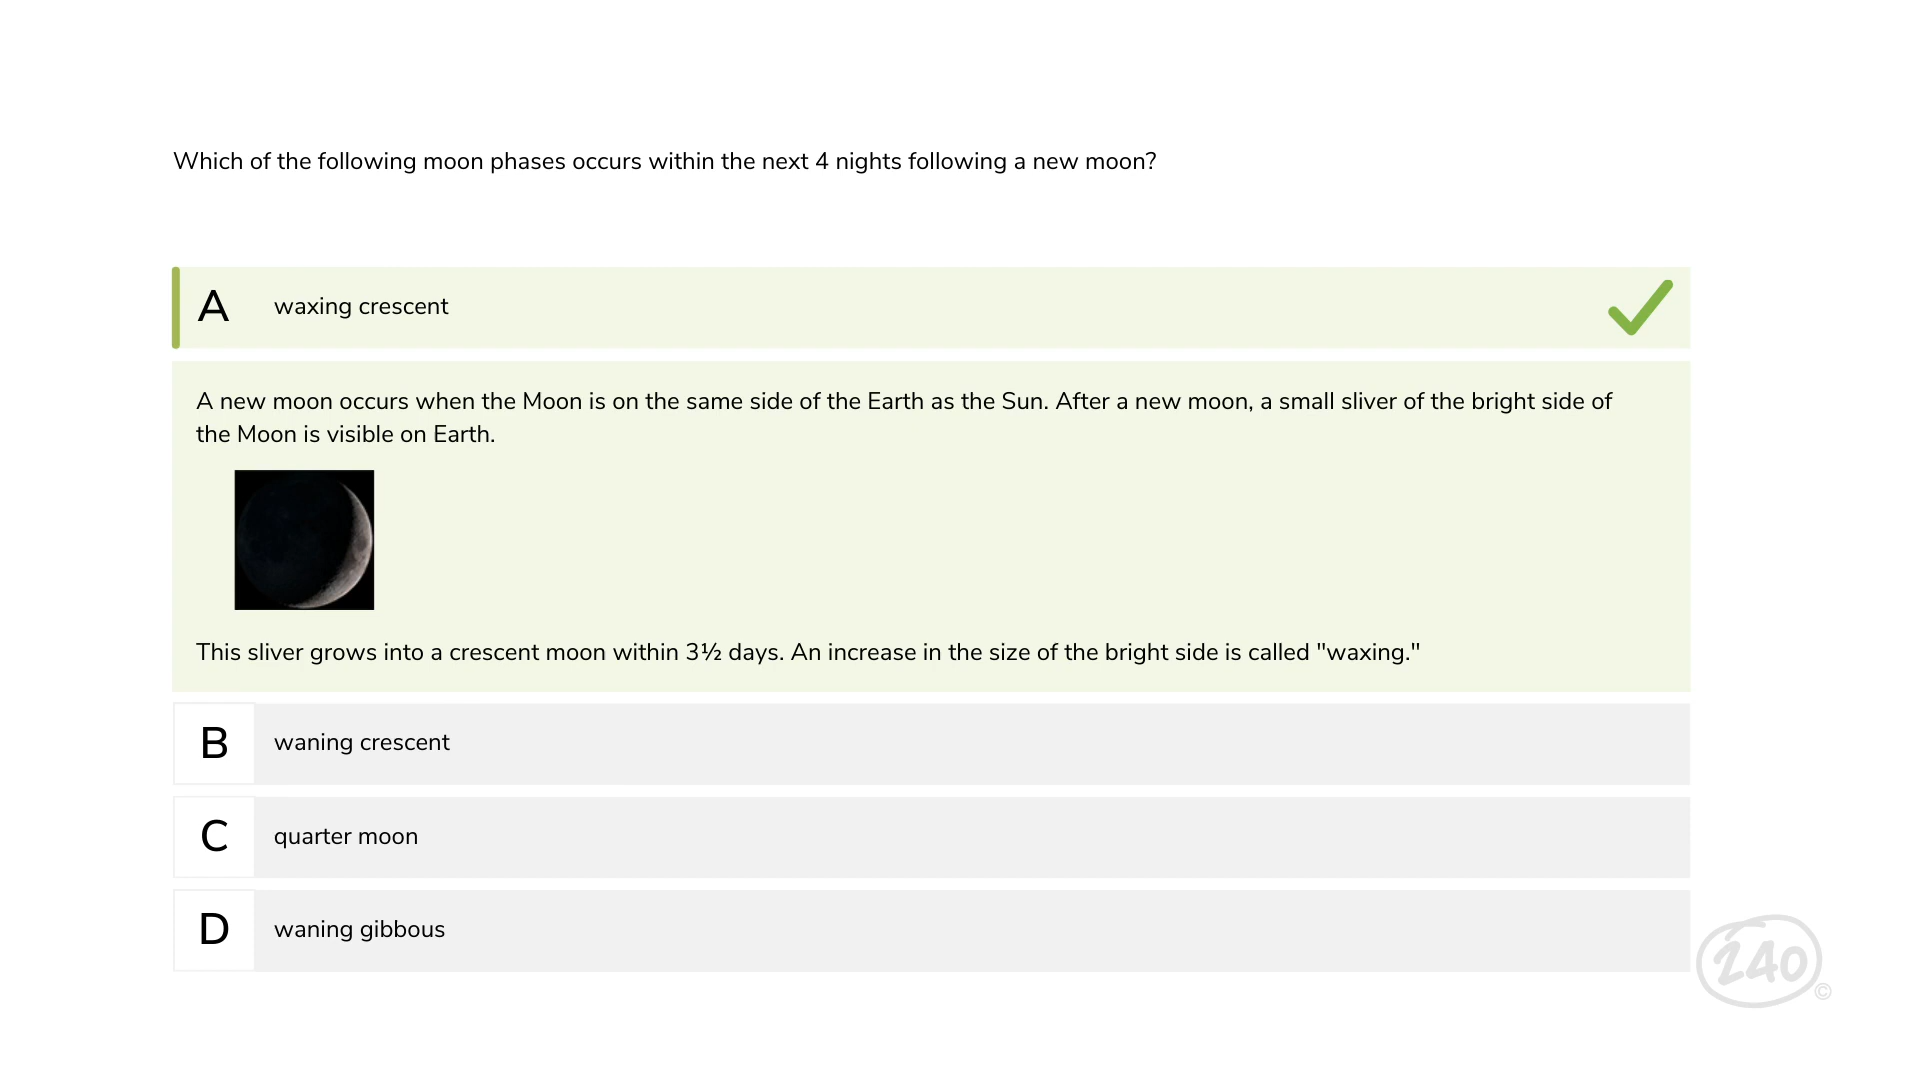 Which of the following moon phases occurs within the next 4 nights following a new moon?
A waxing crescent
A new moon occurs when the Moon is on the same side of the Earth as the Sun. After a new moon, a small sliver of the bright side of
the Moon is visible on Earth.
This sliver grows into a crescent moon within 3½ days. An increase in the size of the bright side is called "waxing."
B waning crescent
C quarter moon
D waning gibbous
240
©